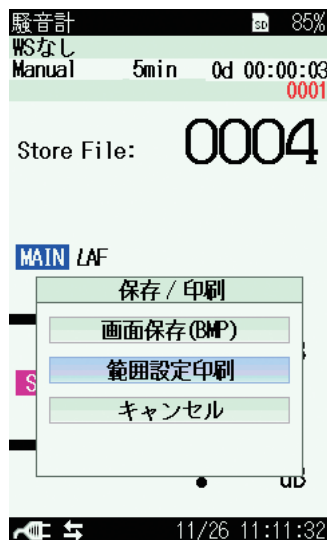 騒音計 SD 85%
WSなし
Manual 5min 0d 00:00:03
0001
Store File: 0004
MAIN LAF
保存 / 印刷
画面保存(BMP)
範囲設定印刷
キャンセル
S
dB
11/26 11:11:32